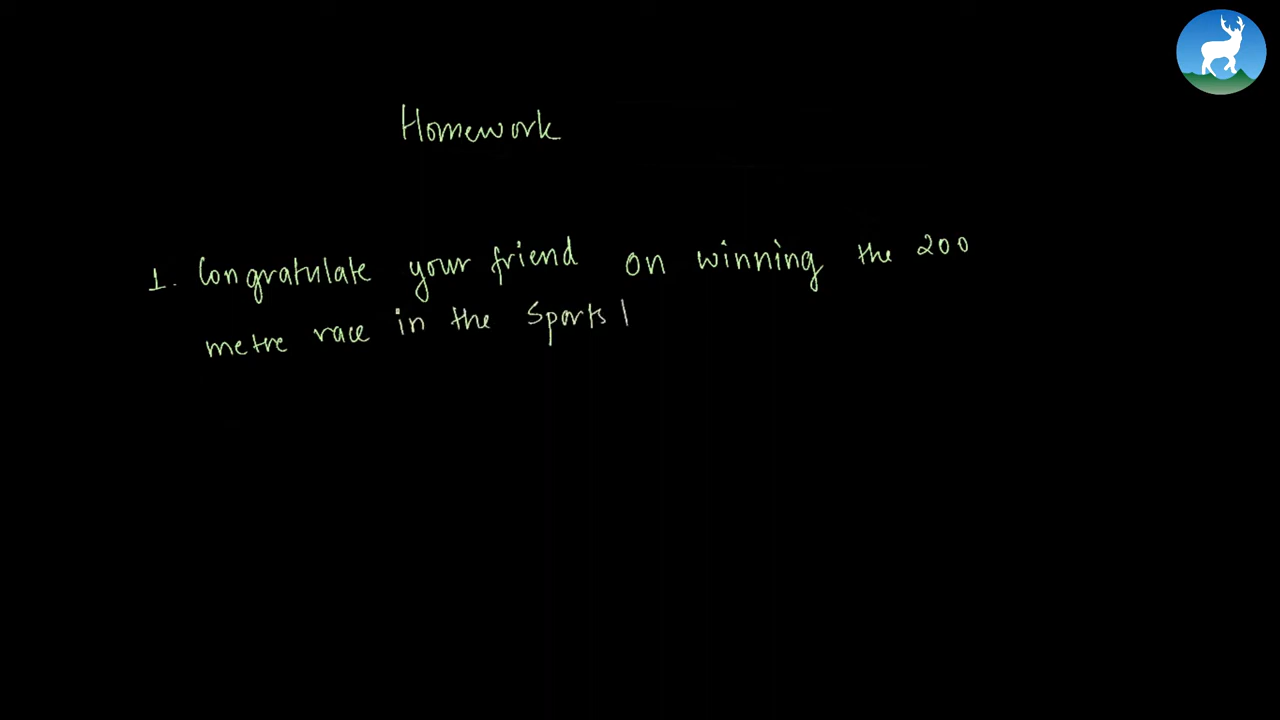 Homework
1. Congratulate your friend on winning the 200
metre race in the Sports